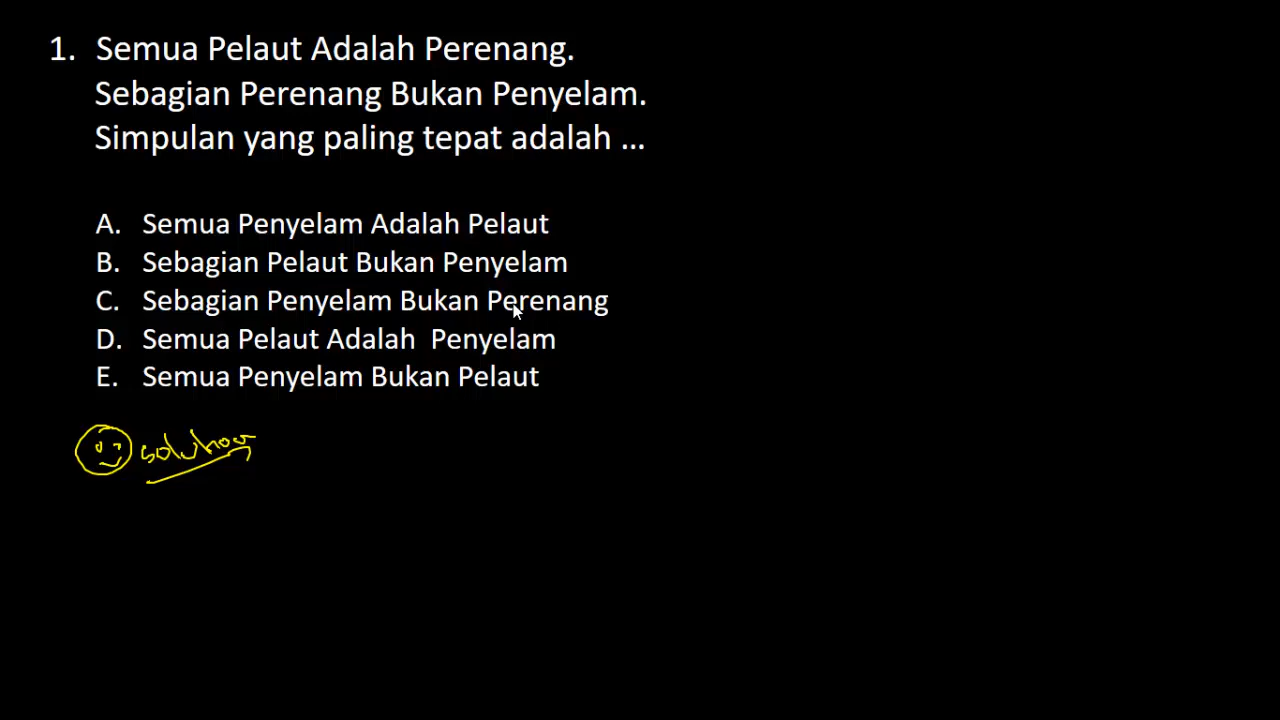 1. Semua Pelaut Adalah Perenang.
Sebagian Perenang Bukan Penyelam.
Simpulan yang paling tepat adalah ...
A. Semua Penyelam Adalah Pelaut
B. Sebagian Pelaut Bukan Penyelam
C. Sebagian Penyelam Bukan Perenang
D. Semua Pelaut Adalah Penyelam
E. Semua Penyelam Bukan Pelaut